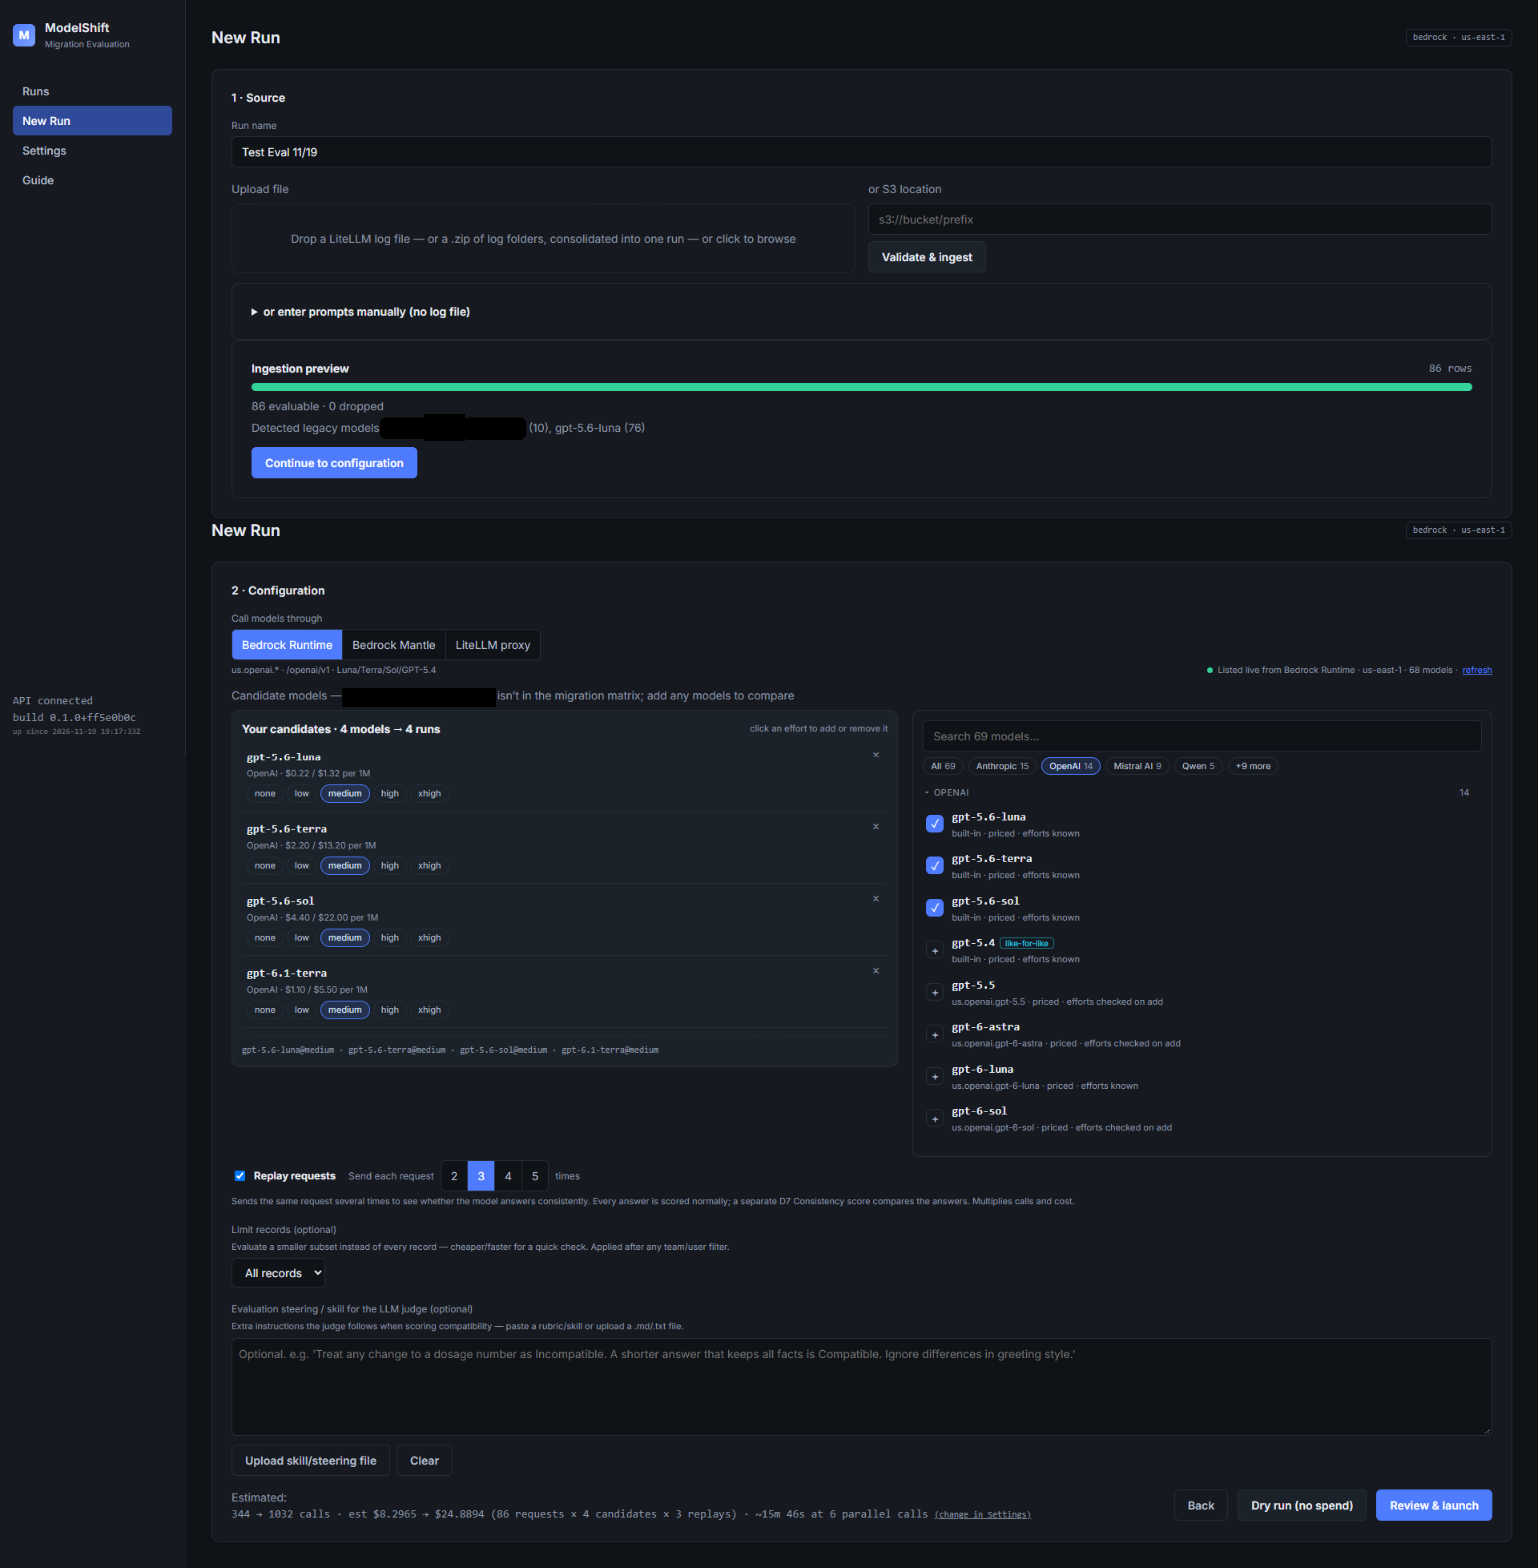 M
ModelShift
Migration Evaluation
Runs
New Run
Settings
Guide
API connected
build 0.1.0+ff5e0b0c
up since 2026-11-19 19:17:33Z
New Run
bedrock · us-east-1
1 · Source
Run name
Test Eval 11/19
Upload file
or S3 location
Drop a LiteLLM log file — or a .zip of log folders, consolidated into one run — or click to browse
s3://bucket/prefix
Validate & ingest
▶ or enter prompts manually (no log file)
Ingestion preview
86 rows
86 evaluable · 0 dropped
Detected legacy models (10), gpt-5.6-luna (76)
Continue to configuration
New Run
bedrock · us-east-1
2 · Configuration
Call models through
Bedrock Runtime
Bedrock Mantle
LiteLLM proxy
us.openai.* · /openai/v1 · Luna/Terra/Sol/GPT-5.4
Listed live from Bedrock Runtime · us-east-1 · 68 models · refresh
Candidate models — isn't in the migration matrix; add any models to compare
Your candidates · 4 models → 4 runs
click an effort to add or remove it
gpt-5.6-luna ×
OpenAI · $0.22 / $1.32 per 1M
none low medium high xhigh
gpt-5.6-terra ×
OpenAI · $2.20 / $13.20 per 1M
none low medium high xhigh
gpt-5.6-sol ×
OpenAI · $4.40 / $22.00 per 1M
none low medium high xhigh
gpt-6.1-terra ×
OpenAI · $1.10 / $5.50 per 1M
none low medium high xhigh
gpt-5.6-luna@medium · gpt-5.6-terra@medium · gpt-5.6-sol@medium · gpt-6.1-terra@medium
Search 69 models...
All 69 Anthropic 15 OpenAI 14 Mistral AI 9 Qwen 5 +9 more
OPENAI 14
gpt-5.6-luna
built-in · priced · efforts known
gpt-5.6-terra
built-in · priced · efforts known
gpt-5.6-sol
built-in · priced · efforts known
gpt-5.4 like-for-like
built-in · priced · efforts known
gpt-5.5
us.openai.gpt-5.5 · priced · efforts checked on add
gpt-6-astra
us.openai.gpt-6-astra · priced · efforts checked on add
gpt-6-luna
us.openai.gpt-6-luna · priced · efforts known
gpt-6-sol
us.openai.gpt-6-sol · priced · efforts checked on add
Replay requests Send each request 2 3 4 5 times
Sends the same request several times to see whether the model answers consistently. Every answer is scored normally; a separate D7 Consistency score compares the answers. Multiplies calls and cost.
Limit records (optional)
Evaluate a smaller subset instead of every record — cheaper/faster for a quick check. Applied after any team/user filter.
All records
Evaluation steering / skill for the LLM judge (optional)
Extra instructions the judge follows when scoring compatibility — paste a rubric/skill or upload a .md/.txt file.
Optional. e.g. 'Treat any change to a dosage number as Incompatible. A shorter answer that keeps all facts is Compatible. Ignore differences in greeting style.'
Upload skill/steering file
Clear
Estimated:
344 → 1032 calls · est $8.2965 → $24.8894 (86 requests x 4 candidates x 3 replays) · ~15m 46s at 6 parallel calls (change in Settings)
Back
Dry run (no spend)
Review & launch